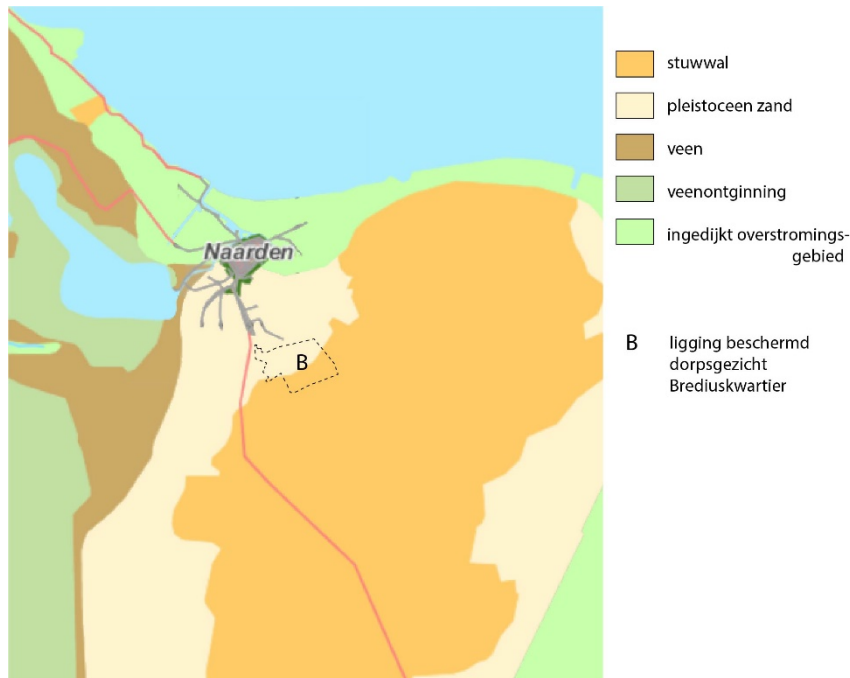 Naarden
B
stuwwal
pleistoceen zand
veen
veenontginning
ingedijkt overstromings-
gebied
B ligging beschermd
dorpsgezicht
Brediuskwartier